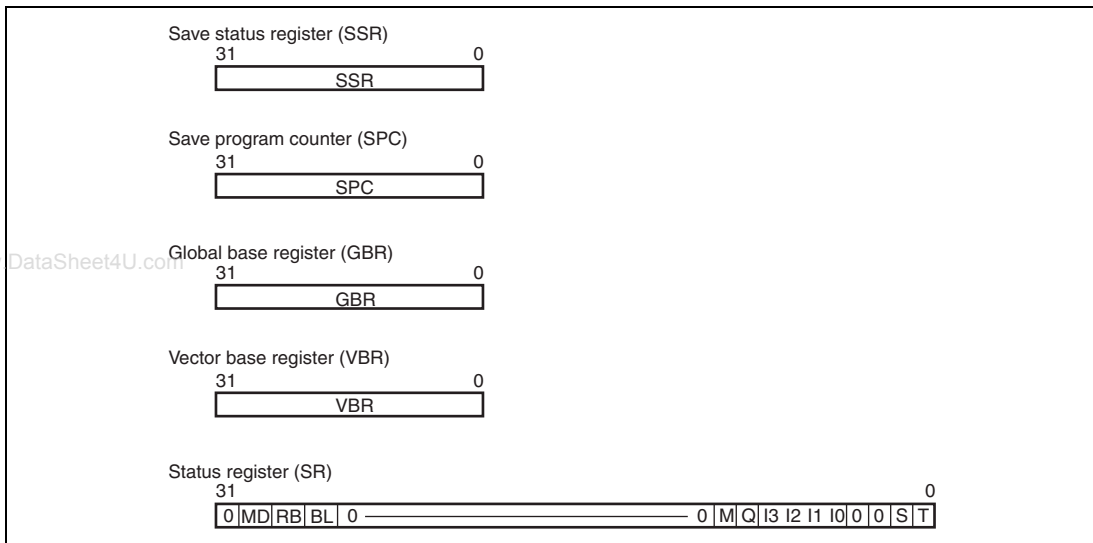 Save status register (SSR)
31 0
SSR
Save program counter (SPC)
31 0
SPC
.DataSheet4U.com
Global base register (GBR)
31 0
GBR
Vector base register (VBR)
31 0
VBR
Status register (SR)
31 0
0 MD RB BL 0 0 M Q I3 I2 I1 I0 0 0 S T